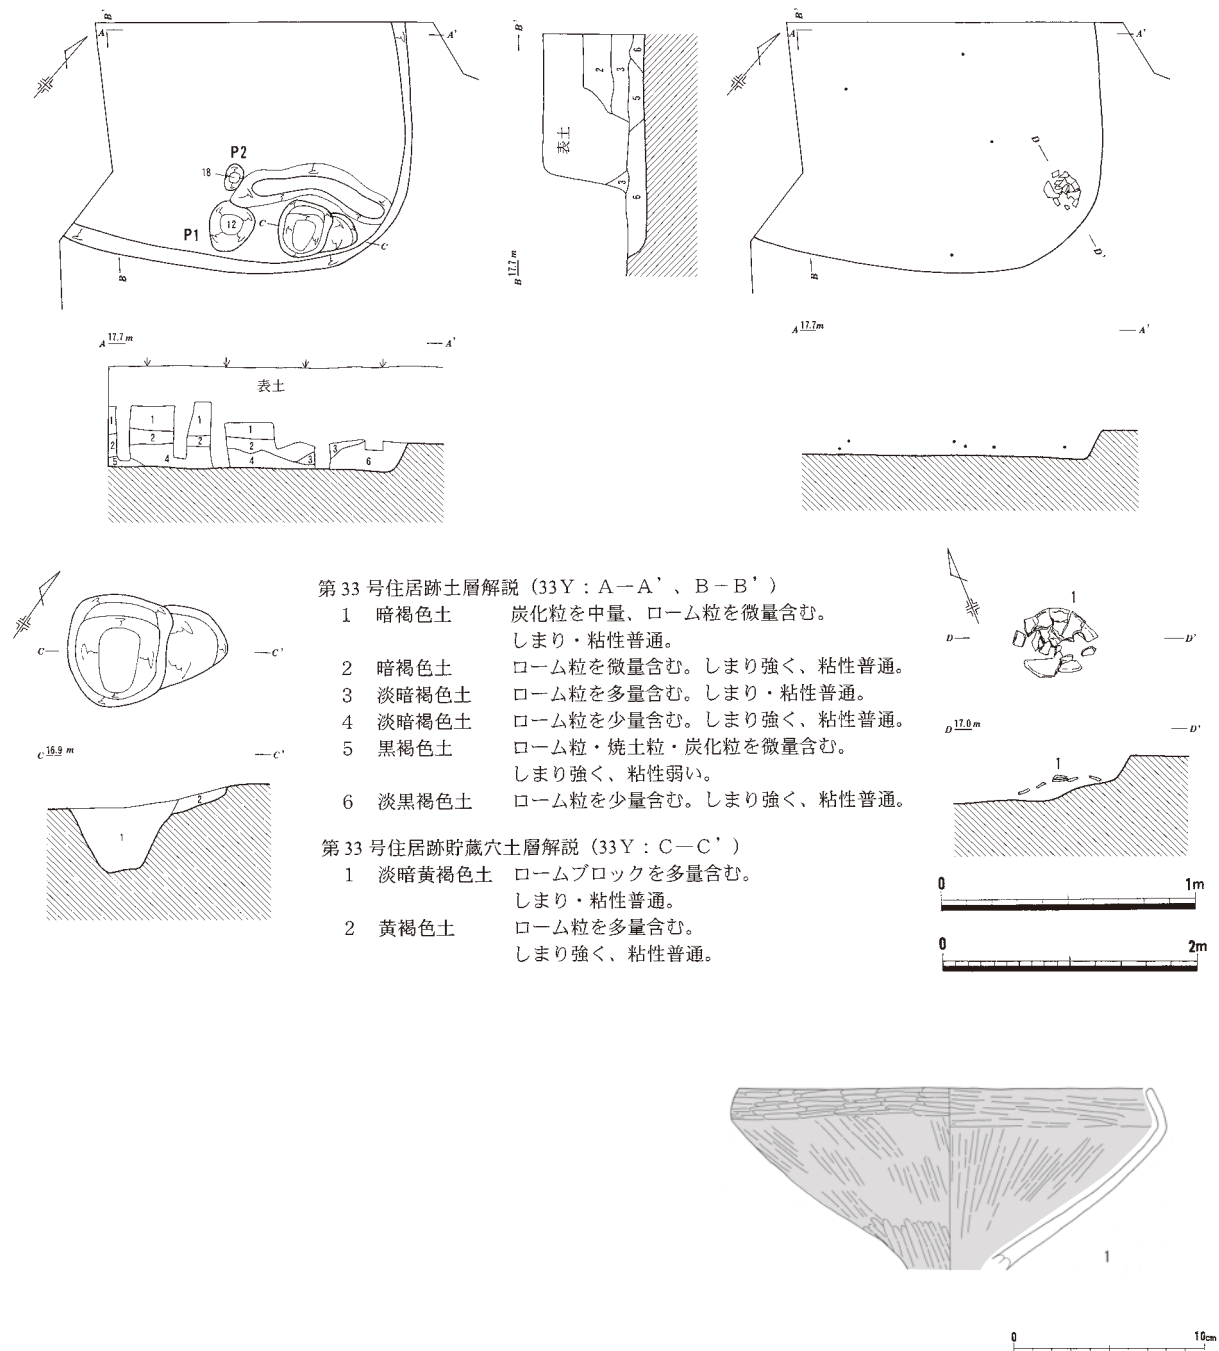 B'
A
A'
P2
18
P1
12
C
C'
B
B'
2
3
6
5
表土
3
6
B 17.7m
B'
A
A'
D
D'
B
A 17.7m
A'
表土
1
2
5
1
2
4
1
2
1
2
4
3
3
6
A 17.7m
A'
C
C'
C 16.9m
C'
1
2
第33号住居跡土層解説(33Y:A―A'、B―B')
1 暗褐色土 炭化粒を中量、ローム粒を微量含む。
しまり・粘性普通。
2 暗褐色土 ローム粒を微量含む。しまり強く、粘性普通。
3 淡暗褐色土 ローム粒を多量含む。しまり・粘性普通。
4 淡暗褐色土 ローム粒を少量含む。しまり強く、粘性普通。
5 黒褐色土 ローム粒・焼土粒・炭化粒を微量含む。
しまり強く、粘性弱い。
6 淡黒褐色土 ローム粒を少量含む。しまり強く、粘性普通。
第33号住居跡貯蔵穴土層解説(33Y:C―C')
1 淡暗黄褐色土 ロームブロックを多量含む。
しまり・粘性普通。
2 黄褐色土 ローム粒を多量含む。
しまり強く、粘性普通。
1
D
D'
D 17.0m
D'
1
0 1m
0 2m
1
0 10cm